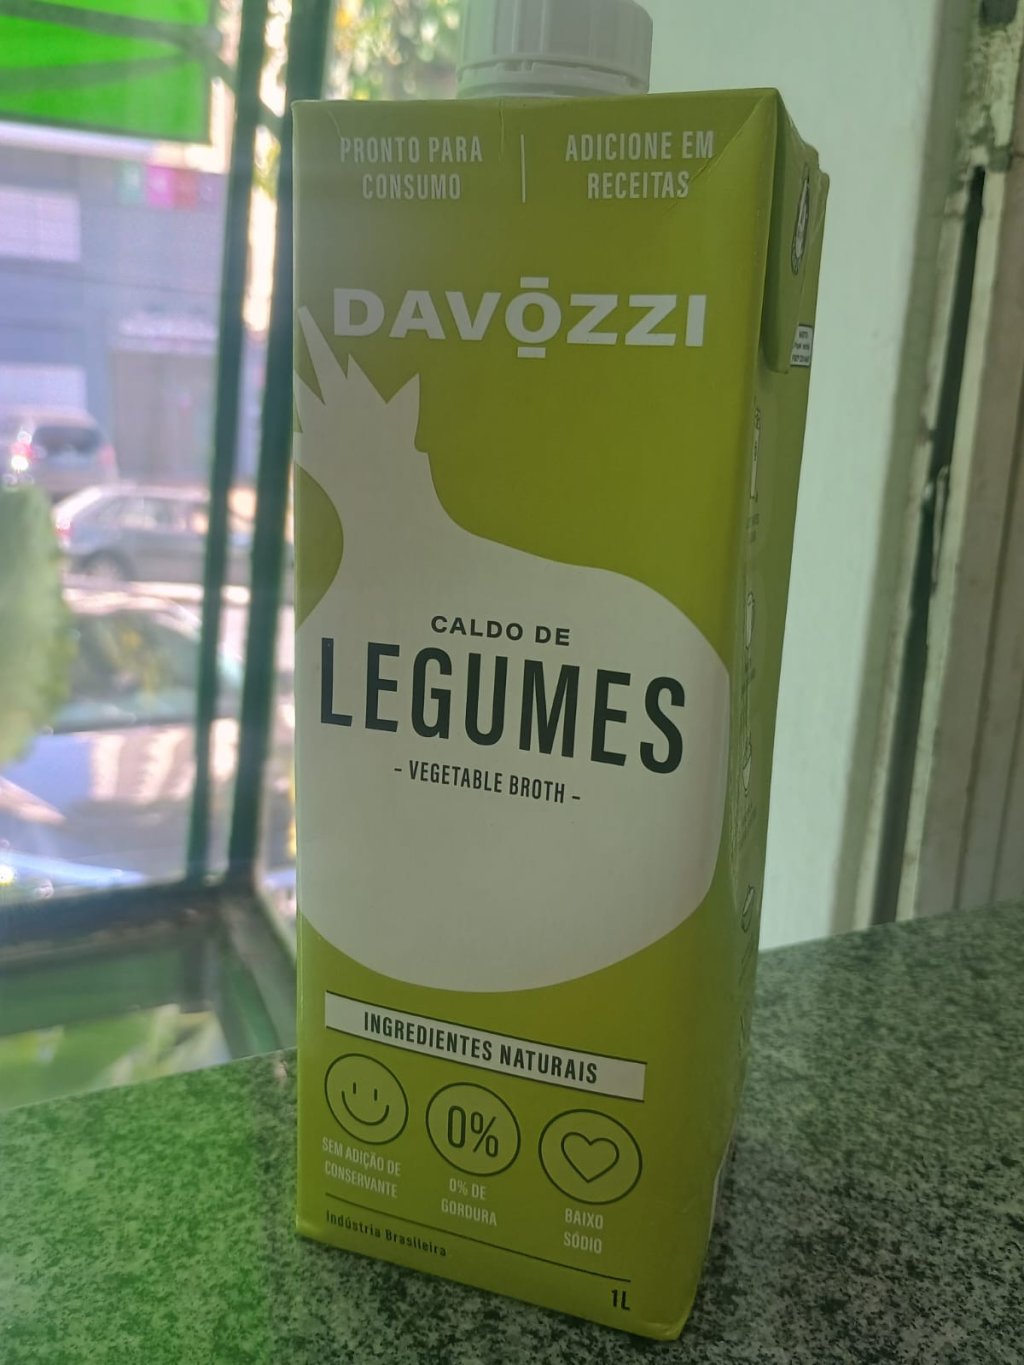 PRONTO PARA
CONSUMO
ADICIONE EM
RECEITAS
DAVŌZZI
CALDO DE
LEGUMES
- VEGETABLE BROTH -
INGREDIENTES NATURAIS
0%
SEM ADIÇÃO DE
CONSERVANTE
0% DE
GORDURA
BAIXO
SÓDIO
Indústria Brasileira
1L